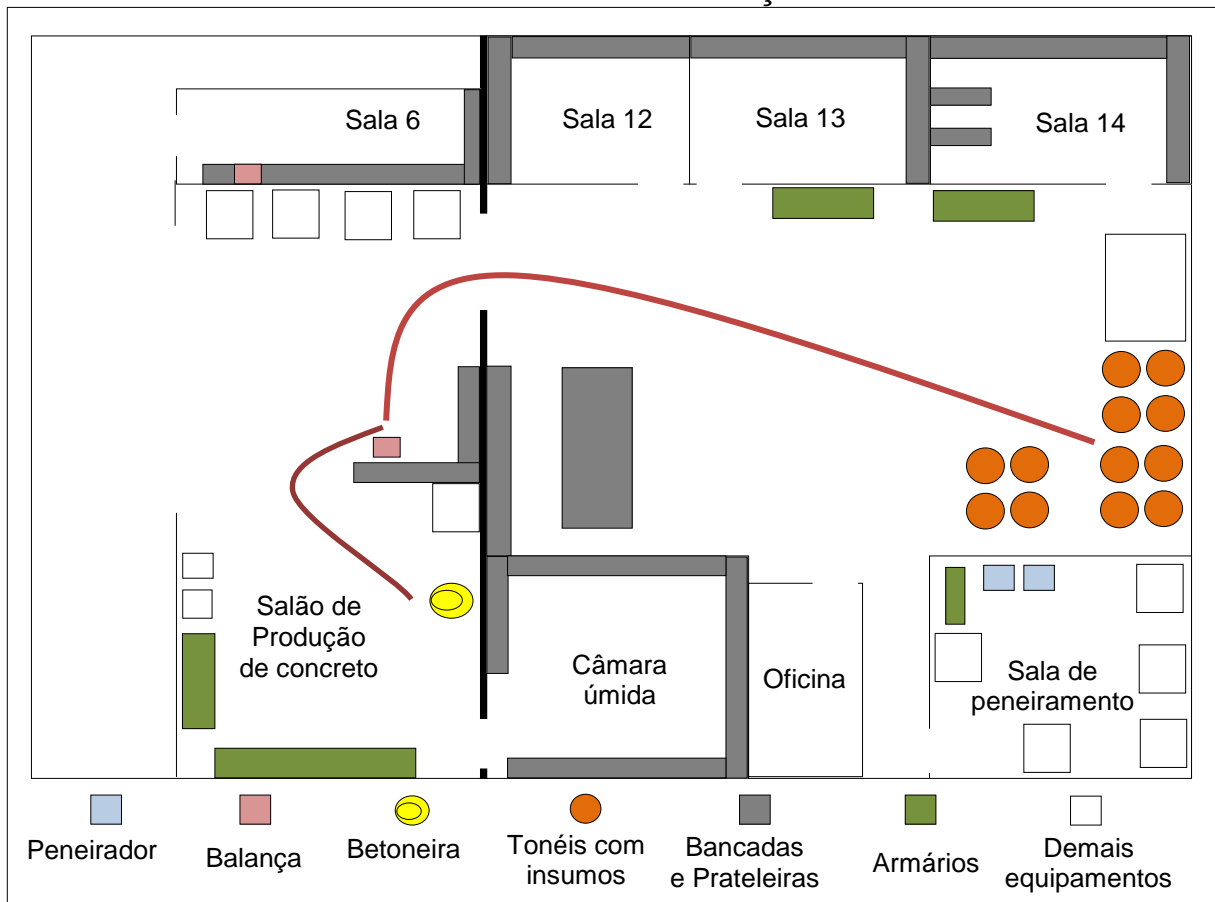 Sala 6
Sala 12
Sala 13
Sala 14
Salão de
Produção
de concreto
Câmara
úmida
Oficina
Sala de
peneiramento
Peneirador
Balança
Betoneira
Tonéis com
insumos
Bancadas
e Prateleiras
Armários
Demais
equipamentos